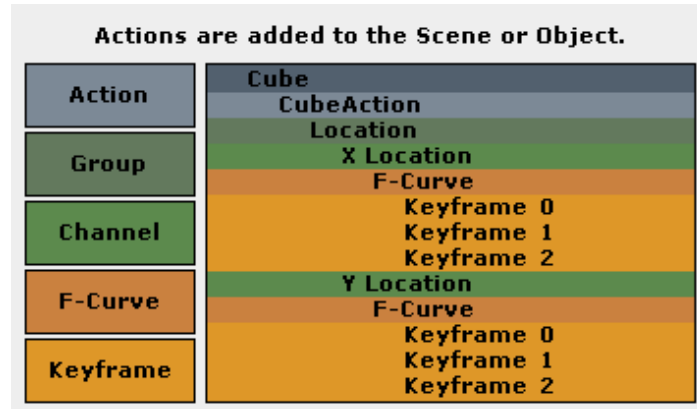 Actions are added to the Scene or Object.
Action
Group
Channel
F-Curve
Keyframe
Cube
CubeAction
Location
X Location
F-Curve
Keyframe 0
Keyframe 1
Keyframe 2
Y Location
F-Curve
Keyframe 0
Keyframe 1
Keyframe 2